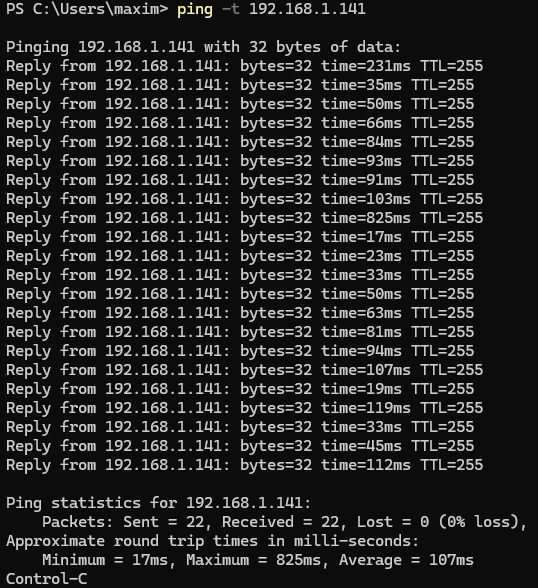 PS C:\Users\maxim> ping -t 192.168.1.141
Pinging 192.168.1.141 with 32 bytes of data:
Reply from 192.168.1.141: bytes=32 time=231ms TTL=255
Reply from 192.168.1.141: bytes=32 time=35ms TTL=255
Reply from 192.168.1.141: bytes=32 time=50ms TTL=255
Reply from 192.168.1.141: bytes=32 time=66ms TTL=255
Reply from 192.168.1.141: bytes=32 time=84ms TTL=255
Reply from 192.168.1.141: bytes=32 time=93ms TTL=255
Reply from 192.168.1.141: bytes=32 time=91ms TTL=255
Reply from 192.168.1.141: bytes=32 time=103ms TTL=255
Reply from 192.168.1.141: bytes=32 time=825ms TTL=255
Reply from 192.168.1.141: bytes=32 time=17ms TTL=255
Reply from 192.168.1.141: bytes=32 time=23ms TTL=255
Reply from 192.168.1.141: bytes=32 time=33ms TTL=255
Reply from 192.168.1.141: bytes=32 time=50ms TTL=255
Reply from 192.168.1.141: bytes=32 time=63ms TTL=255
Reply from 192.168.1.141: bytes=32 time=81ms TTL=255
Reply from 192.168.1.141: bytes=32 time=94ms TTL=255
Reply from 192.168.1.141: bytes=32 time=107ms TTL=255
Reply from 192.168.1.141: bytes=32 time=19ms TTL=255
Reply from 192.168.1.141: bytes=32 time=119ms TTL=255
Reply from 192.168.1.141: bytes=32 time=33ms TTL=255
Reply from 192.168.1.141: bytes=32 time=45ms TTL=255
Reply from 192.168.1.141: bytes=32 time=112ms TTL=255
Ping statistics for 192.168.1.141:
    Packets: Sent = 22, Received = 22, Lost = 0 (0% loss),
Approximate round trip times in milli-seconds:
    Minimum = 17ms, Maximum = 825ms, Average = 107ms
Control-C